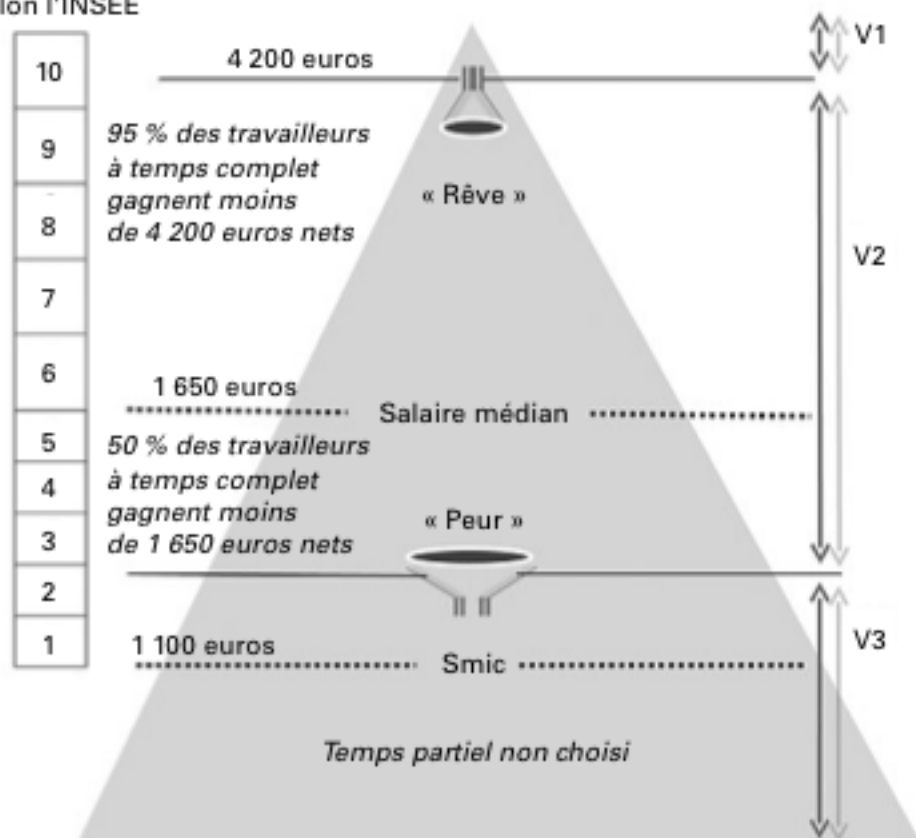 lon l'INSEE
V1
10
4 200 euros
9
95 % des travailleurs
à temps complet
gagnent moins
de 4 200 euros nets
« Rêve »
8
V2
7
6
1 650 euros
Salaire médian
5
50 % des travailleurs
à temps complet
gagnent moins
de 1 650 euros nets
4
« Peur »
3
2
1
1 100 euros
Smic
V3
Temps partiel non choisi